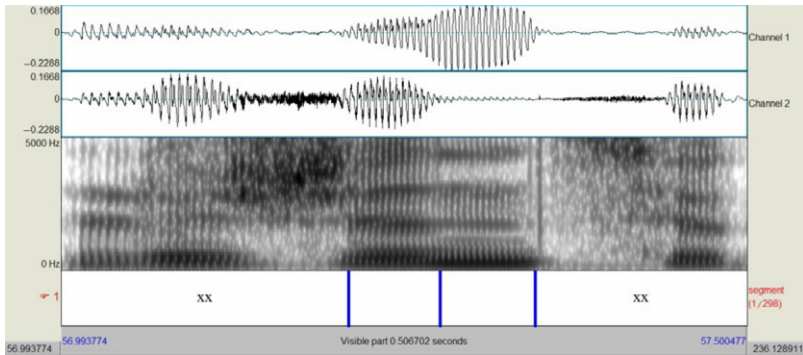 0.1668
0
−0.2288
Channel 1
0.1668
0
−0.2288
Channel 2
5000 Hz
0 Hz
1
xx
xx
segment
(1/298)
56.993774
Visible part 0.506702 seconds
57.500477
56.993774
236.128911